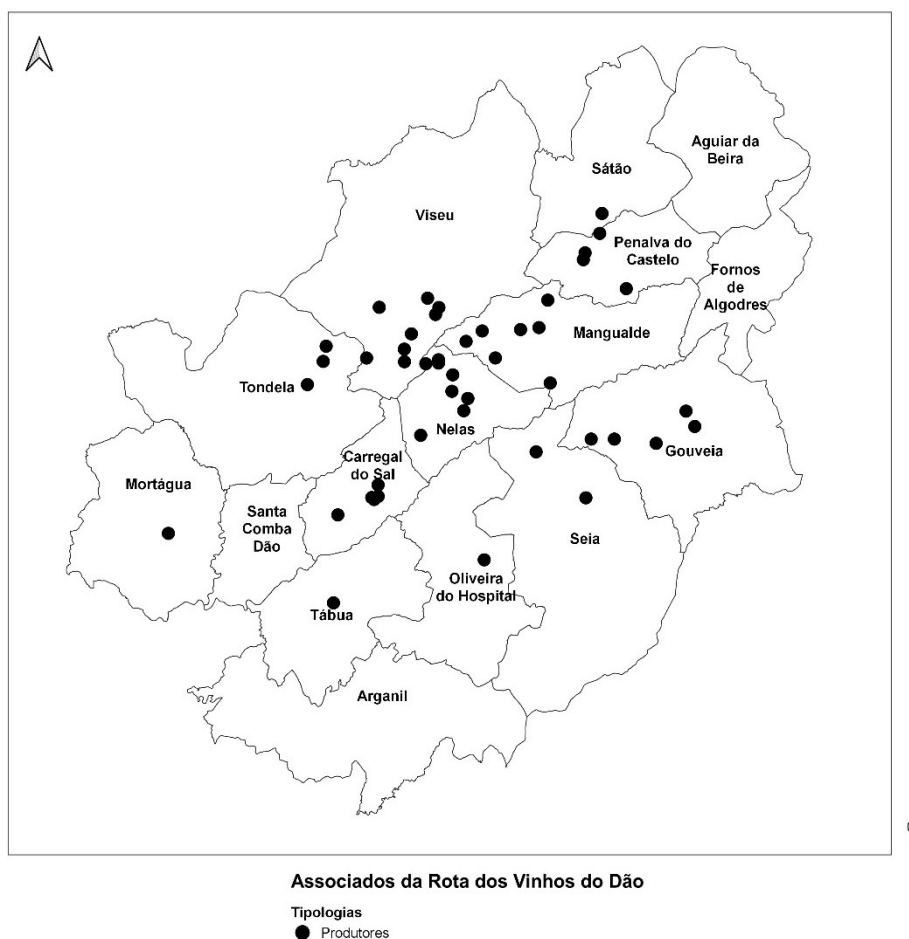 Aguiar da
Beira
Sátão
Viseu
Penalva do
Castelo
Fornos
de
Algodres
Mangualde
Tondela
Nelas
Gouveia
Carregal
do Sal
Mortágua
Santa
Comba
Dão
Seia
Oliveira
do Hospital
Tábua
Arganil
Associados da Rota dos Vinhos do Dão
Tipologias
Produtores